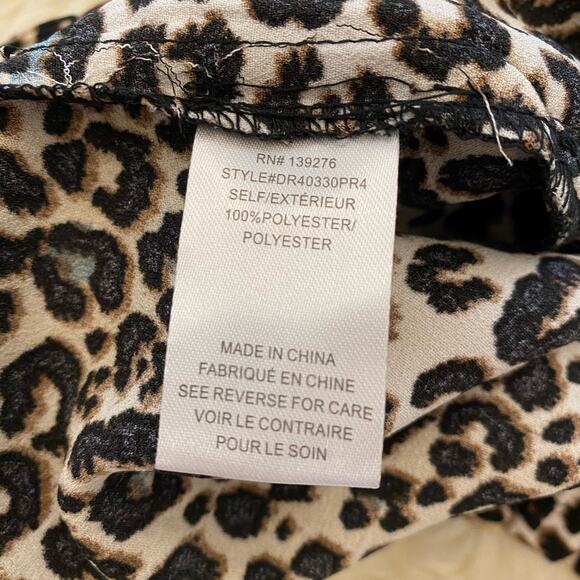 RN# 139276
STYLE#DR40330PR4
SELF/EXTÉRIEUR
100%POLYESTER/
POLYESTER
MADE IN CHINA
FABRIQUÉ EN CHINE
SEE REVERSE FOR CARE
VOIR LE CONTRAIRE
POUR LE SOIN